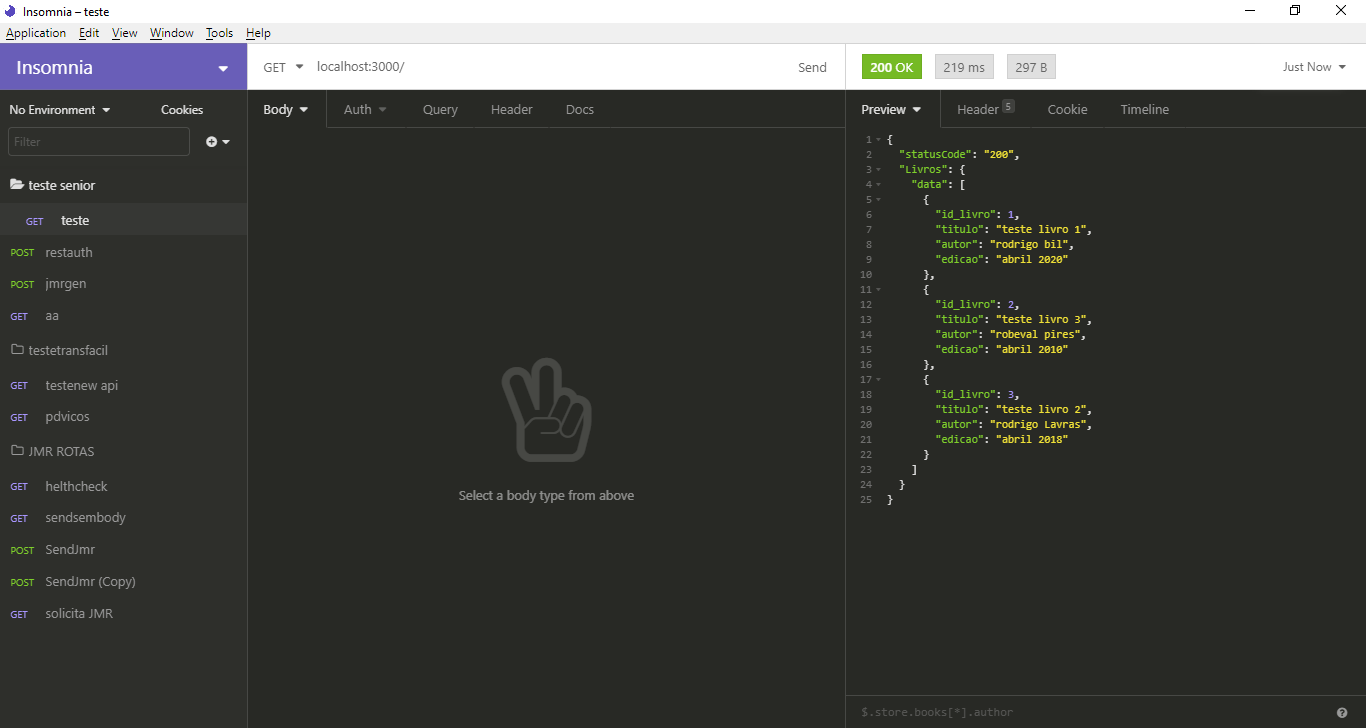 Insomnia – teste
Application Edit View Window Tools Help
Insomnia
GET localhost:3000/ Send
200 OK 219 ms 297 B Just Now
No Environment Cookies
Filter
teste senior
GET teste
POST restauth
POST jmrgen
GET aa
testetransfacil
GET testenew api
GET pdvicos
JMR ROTAS
GET helthcheck
GET sendsembody
POST SendJmr
POST SendJmr (Copy)
GET solicita JMR
Body Auth Query Header Docs
Select a body type from above
Preview Header 5 Cookie Timeline
1 {
2 "statusCode": "200",
3 "Livros": {
4 "data": [
5 {
6 "id_livro": 1,
7 "titulo": "teste livro 1",
8 "autor": "rodrigo bil",
9 "edicao": "abril 2020"
10 },
11 {
12 "id_livro": 2,
13 "titulo": "teste livro 3",
14 "autor": "robeval pires",
15 "edicao": "abril 2010"
16 },
17 {
18 "id_livro": 3,
19 "titulo": "teste livro 2",
20 "autor": "rodrigo Lavras",
21 "edicao": "abril 2018"
22 }
23 ]
24 }
25 }
$.store.books[*].author